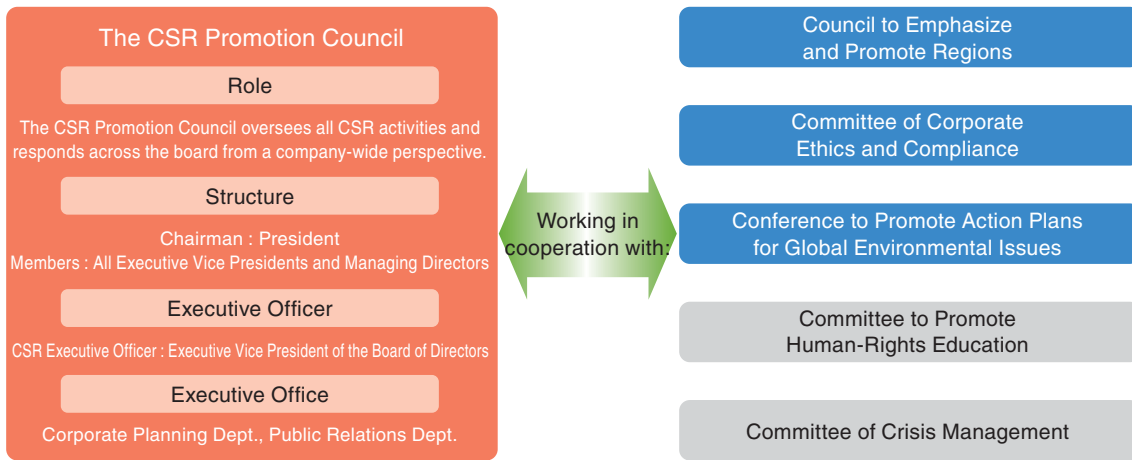 The CSR Promotion Council
Role
The CSR Promotion Council oversees all CSR activities and
responds across the board from a company-wide perspective.
Structure
Chairman : President
Members : All Executive Vice Presidents and Managing Directors
Executive Officer
CSR Executive Officer : Executive Vice President of the Board of Directors
Executive Office
Corporate Planning Dept., Public Relations Dept.
Working in
cooperation with:
Council to Emphasize
and Promote Regions
Committee of Corporate
Ethics and Compliance
Conference to Promote Action Plans
for Global Environmental Issues
Committee to Promote
Human-Rights Education
Committee of Crisis Management